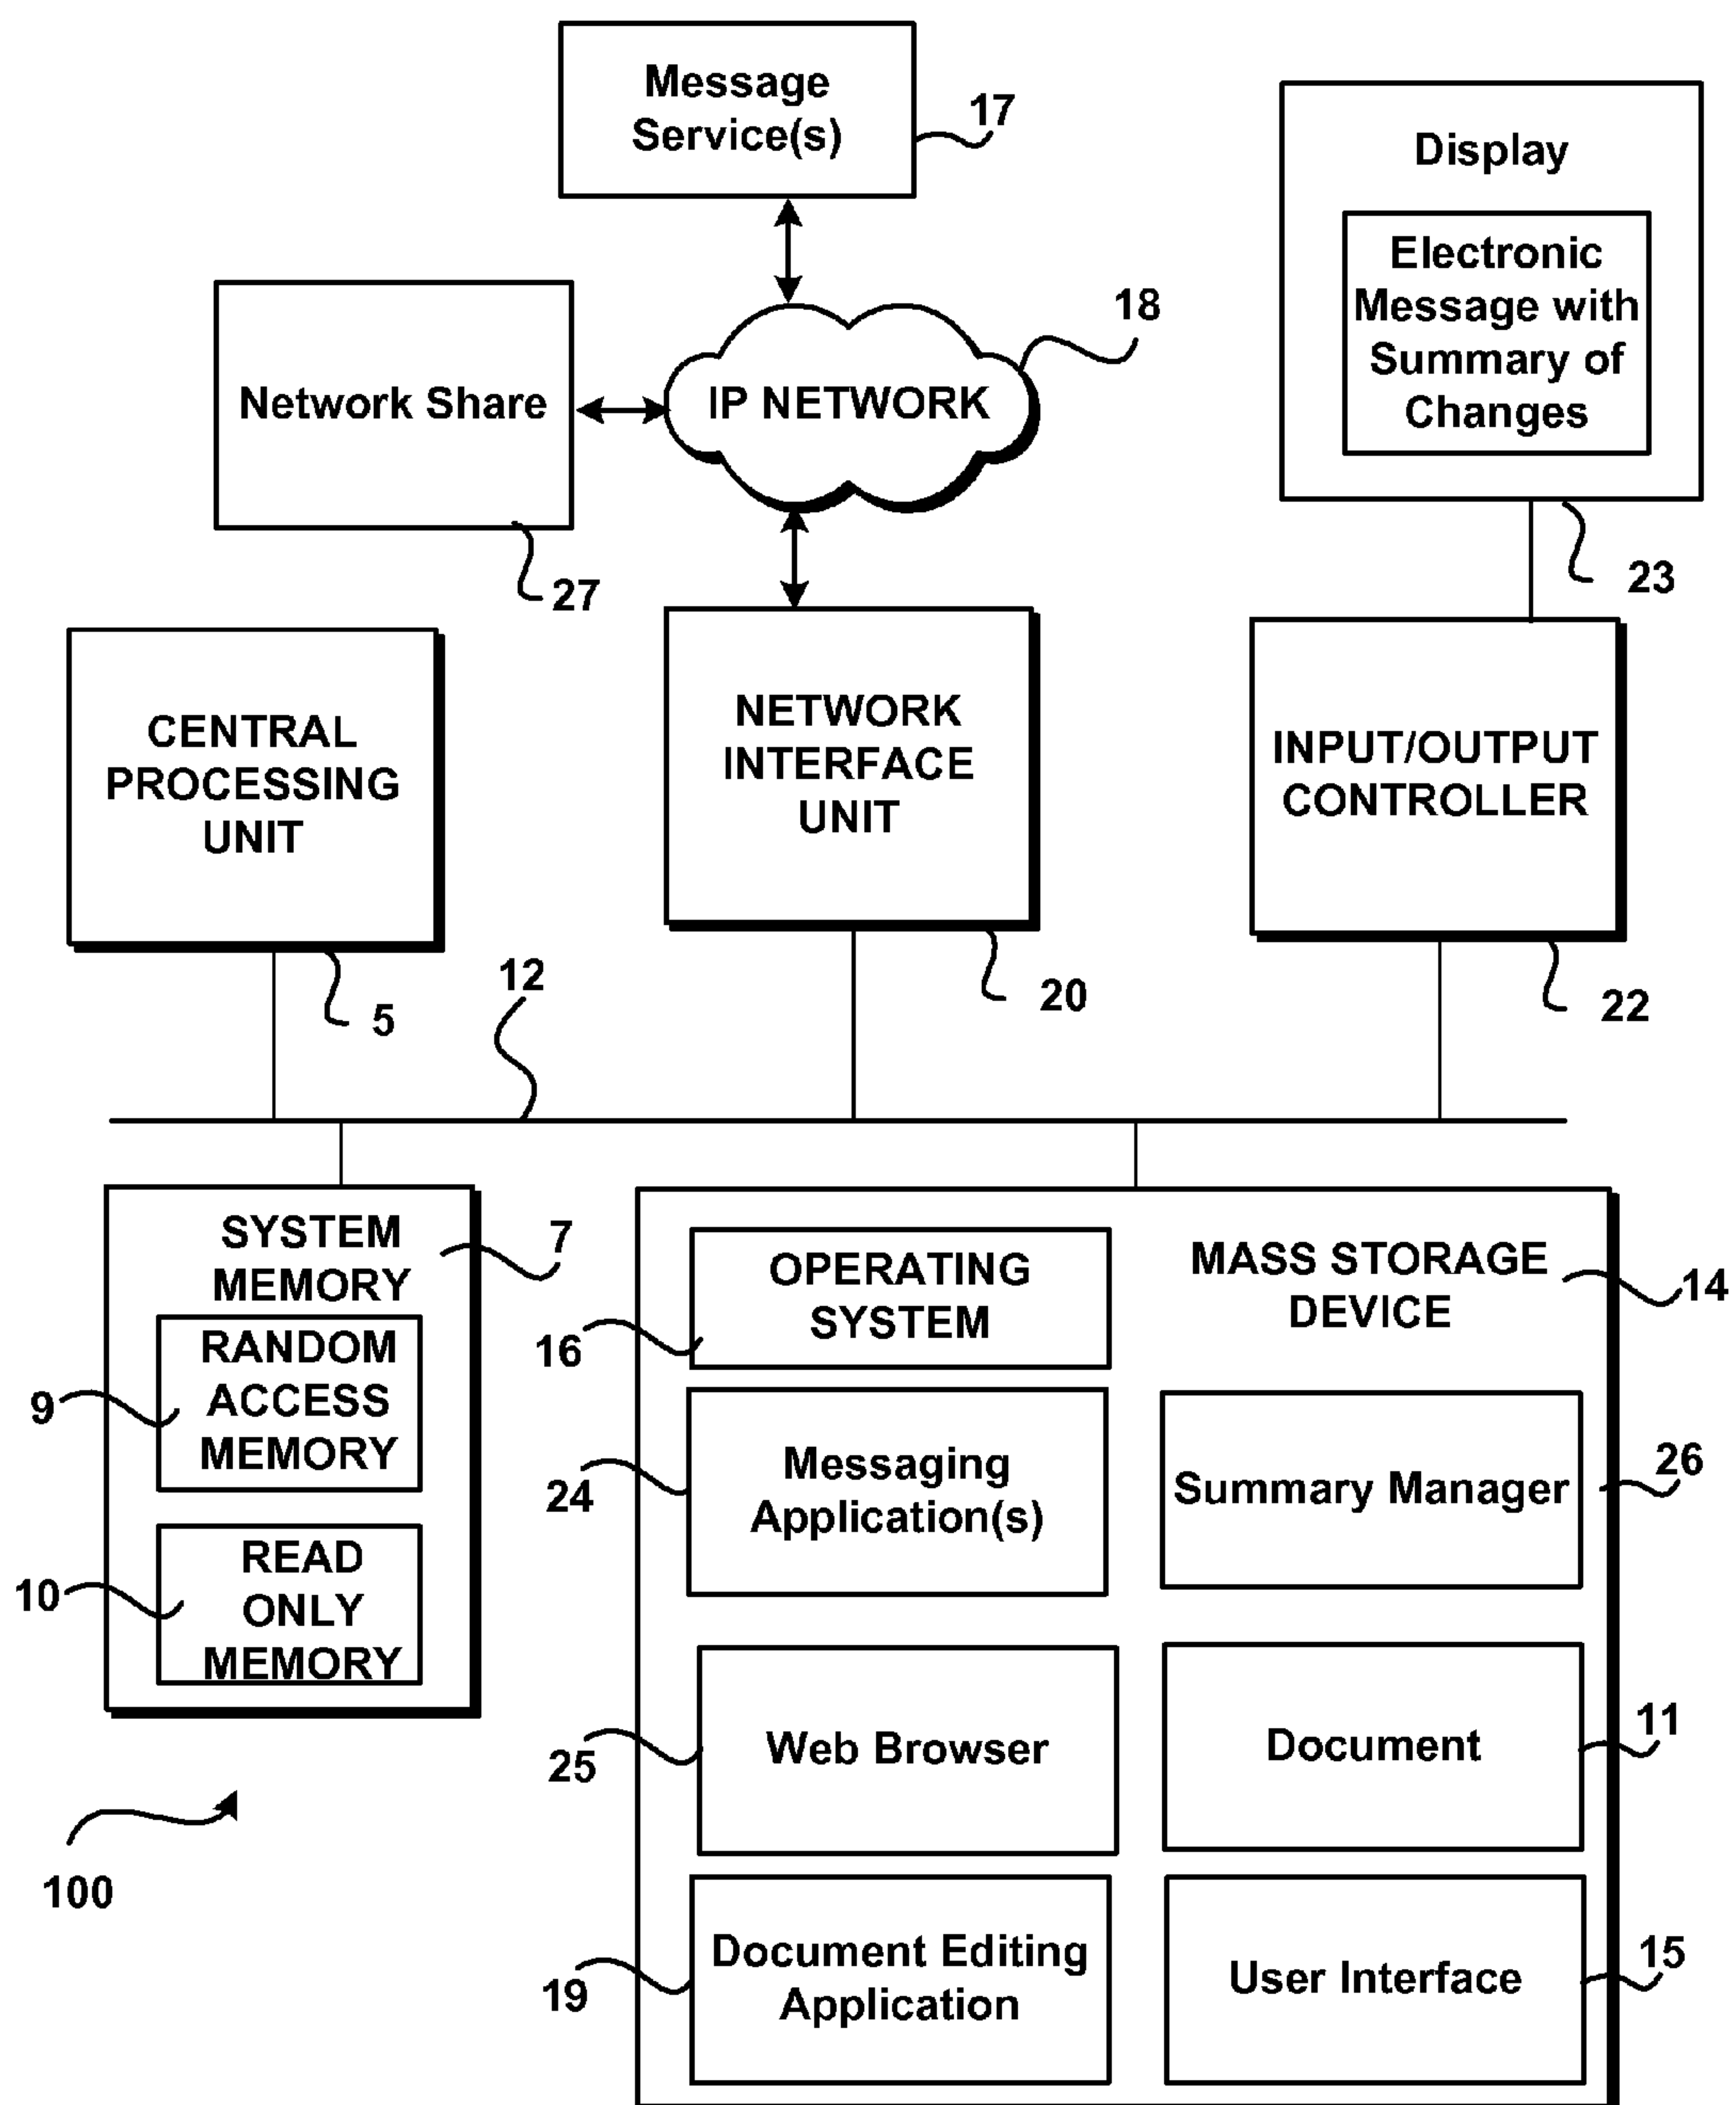 Message
Service(s)
17
Display
Electronic
Message with
Summary of
Changes
23
18
IP NETWORK
Network Share
27
CENTRAL
PROCESSING
UNIT
5
NETWORK
INTERFACE
UNIT
20
INPUT/OUTPUT
CONTROLLER
22
12
SYSTEM
MEMORY
7
RANDOM
ACCESS
MEMORY
9
READ
ONLY
MEMORY
10
100
MASS STORAGE
DEVICE
14
OPERATING
SYSTEM
16
Messaging
Application(s)
24
Summary Manager
26
Web Browser
25
Document
11
Document Editing
Application
19
User Interface
15